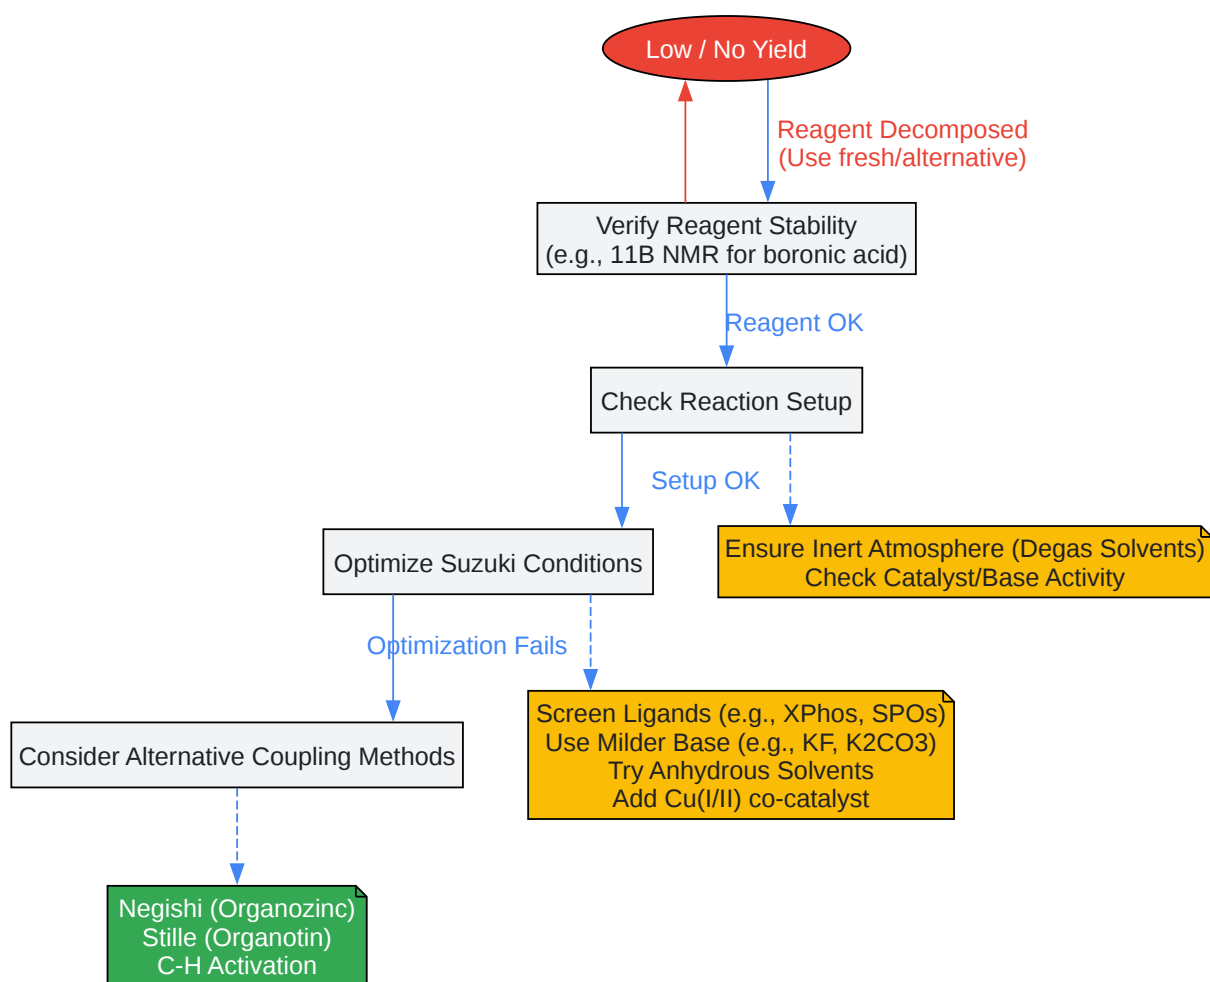 Low / No Yield
Reagent Decomposed
(Use fresh/alternative)
Verify Reagent Stability
(e.g., 11B NMR for boronic acid)
Reagent OK
Check Reaction Setup
Setup OK
Optimize Suzuki Conditions
Ensure Inert Atmosphere (Degas Solvents)
Check Catalyst/Base Activity
Optimization Fails
Screen Ligands (e.g., XPhos, SPOs)
Use Milder Base (e.g., KF, K2CO3)
Try Anhydrous Solvents
Add Cu(I/II) co-catalyst
Consider Alternative Coupling Methods
Negishi (Organozinc)
Stille (Organotin)
C-H Activation